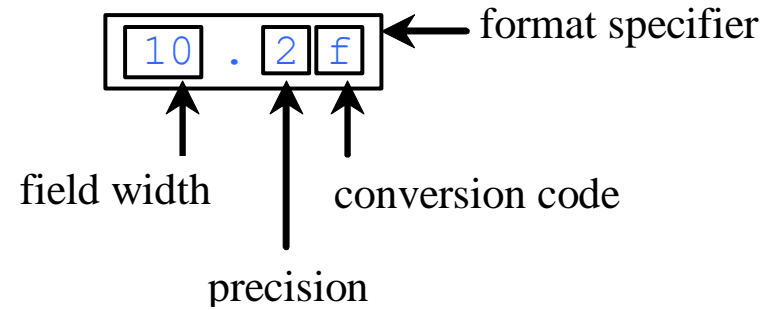 10 . 2 f
format specifier
field width
conversion code
precision